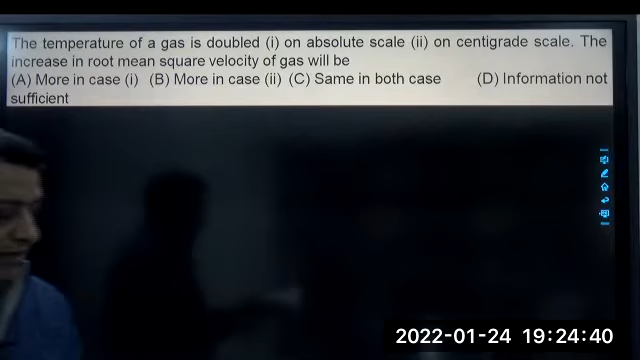 The temperature of a gas is doubled (i) on absolute scale (ii) on centigrade scale. The
increase in root mean square velocity of gas will be
(A) More in case (i) (B) More in case (ii) (C) Same in both case (D) Information not
sufficient
2022-01-24 19:24:40